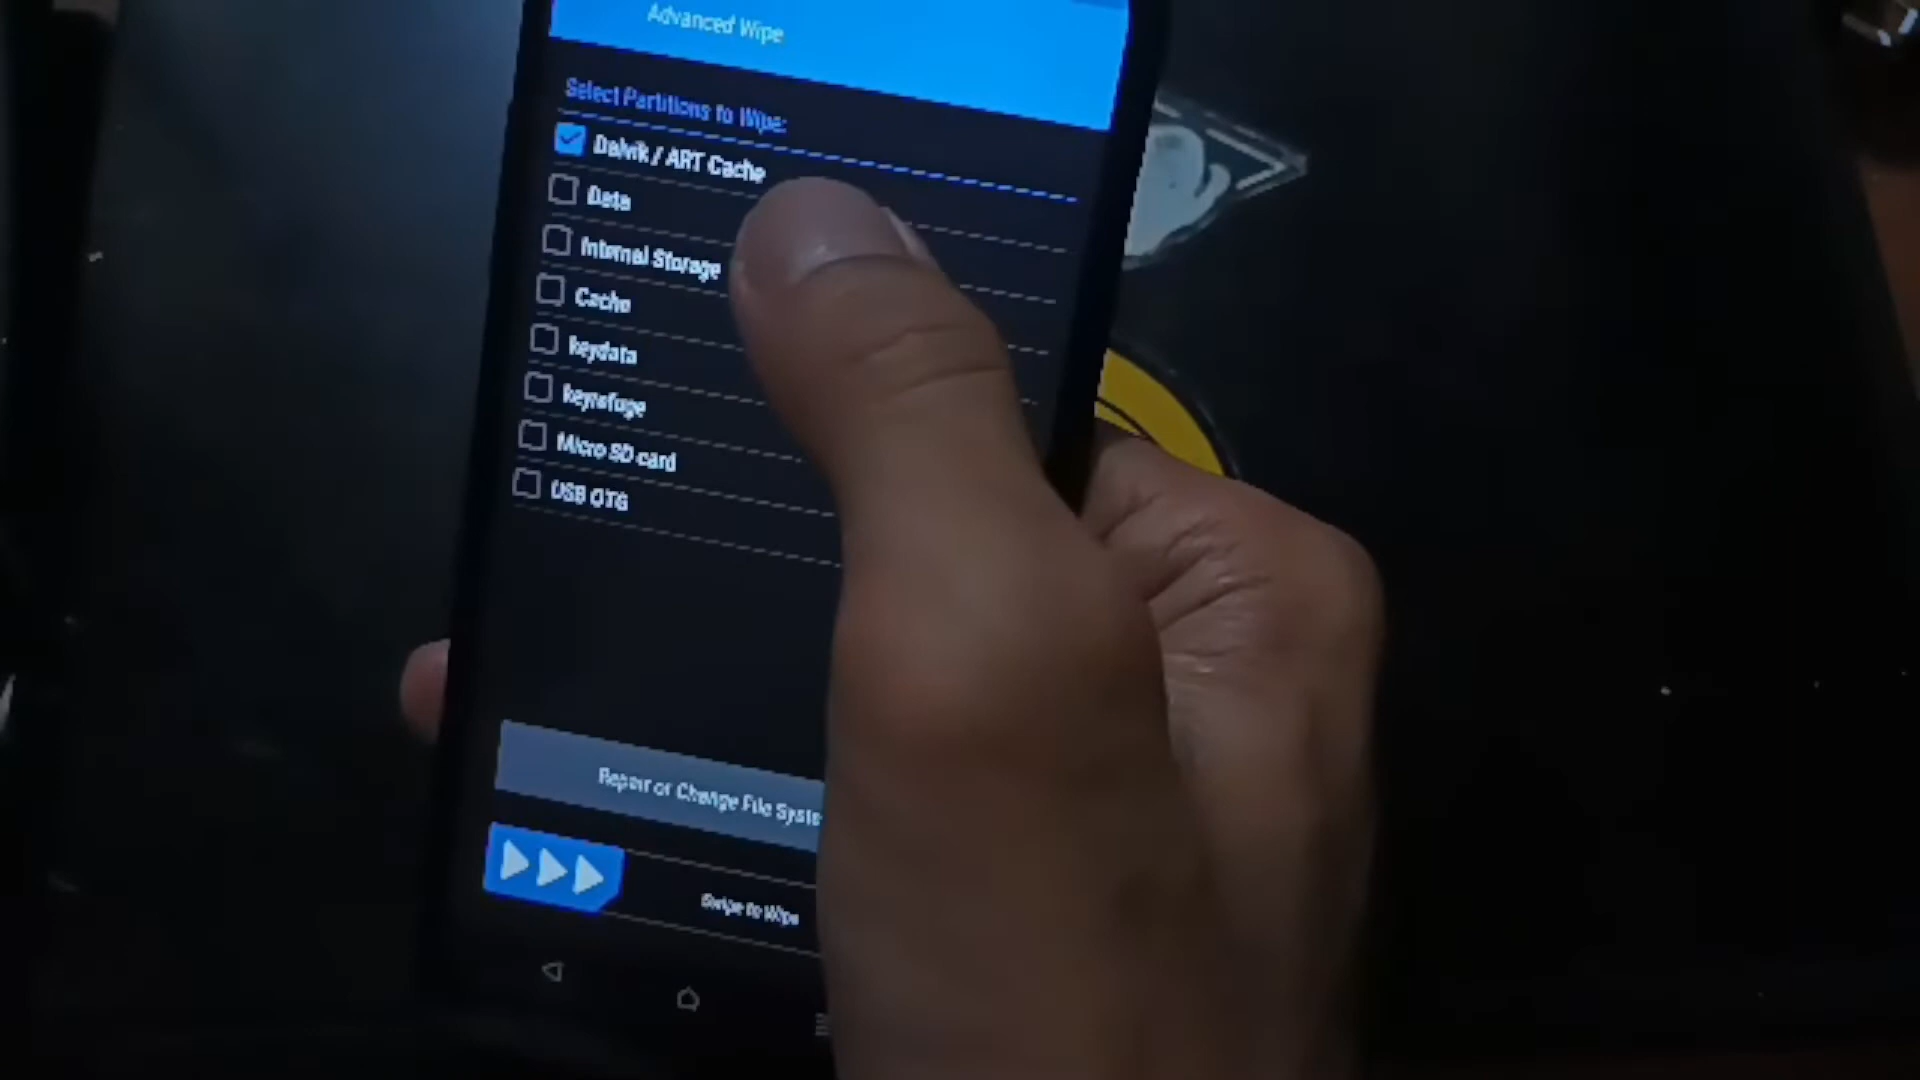 Advanced Wipe
Select Partitions to Wipe:
Dalvik / ART Cache
Data
Internal Storage
Cache
keydata
keyrefuge
Micro SD card
USB OTG
Repair or Change File Syste
Swipe to Wipe